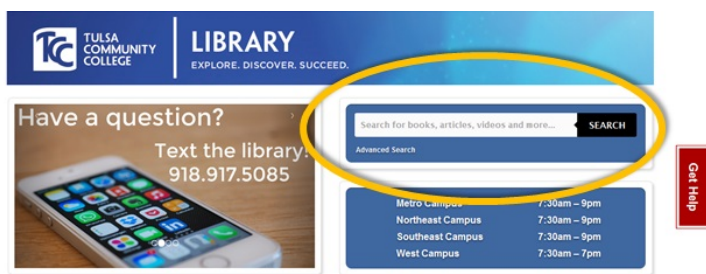 TCC
TULSA
COMMUNITY
COLLEGE
LIBRARY
EXPLORE. DISCOVER. SUCCEED.
Have a question?
Text the library!
918.917.5085
Search for books, articles, videos and more...
SEARCH
Advanced Search
Metro Campus 7:30am – 9pm
Northeast Campus 7:30am – 9pm
Southeast Campus 7:30am – 9pm
West Campus 7:30am – 7pm
Get Help